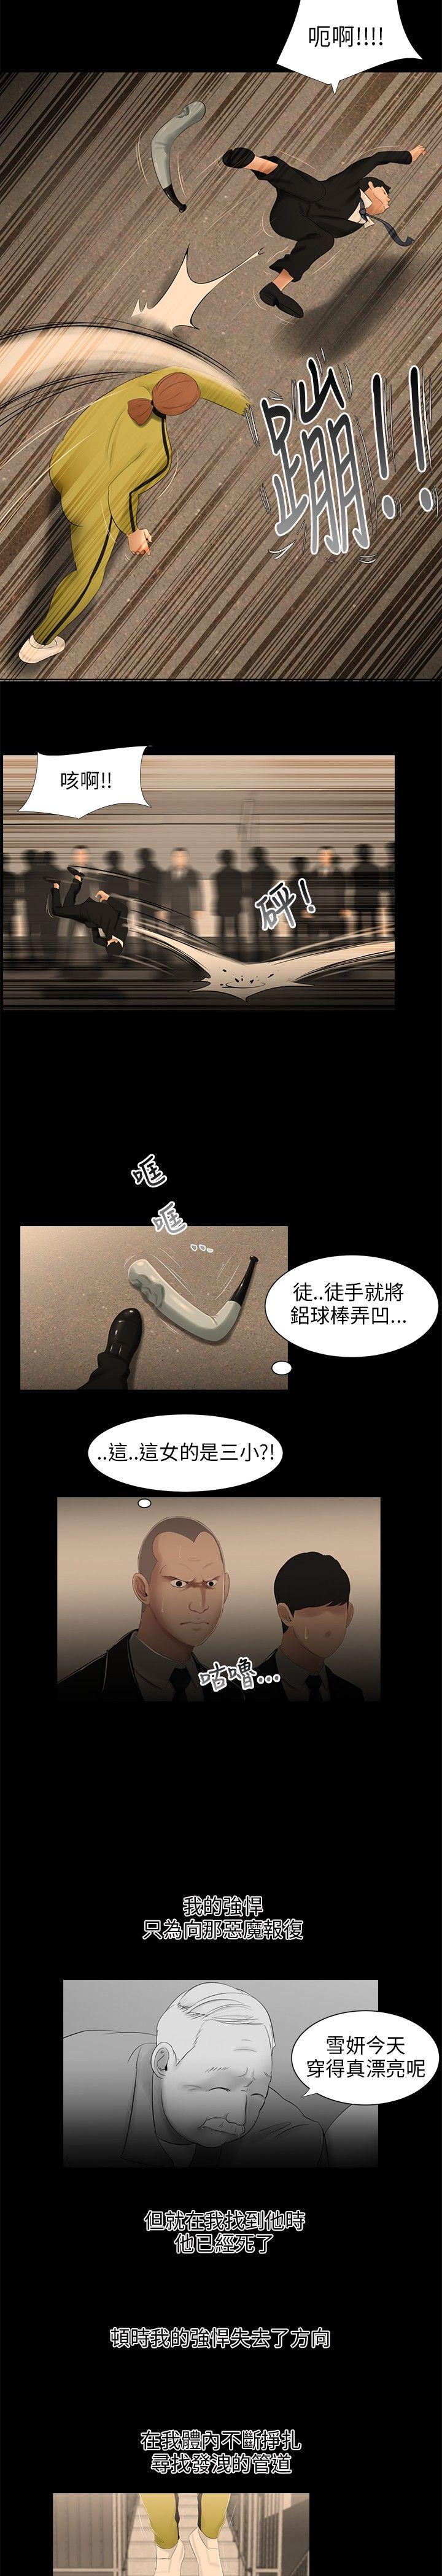 呃啊!!!!
蹦!!
咳啊!!
砰!
哐
哐...
徒..徒手就將
鋁球棒弄凹...
..這..這女的是三小?!
咕嚕...
我的強悍
只為向那惡魔報復
雪妍今天
穿得真漂亮呢
但就在我找到他時
他已經死了
頓時我的強悍失去了方向
在我體內不斷掙扎
尋找發洩的管道